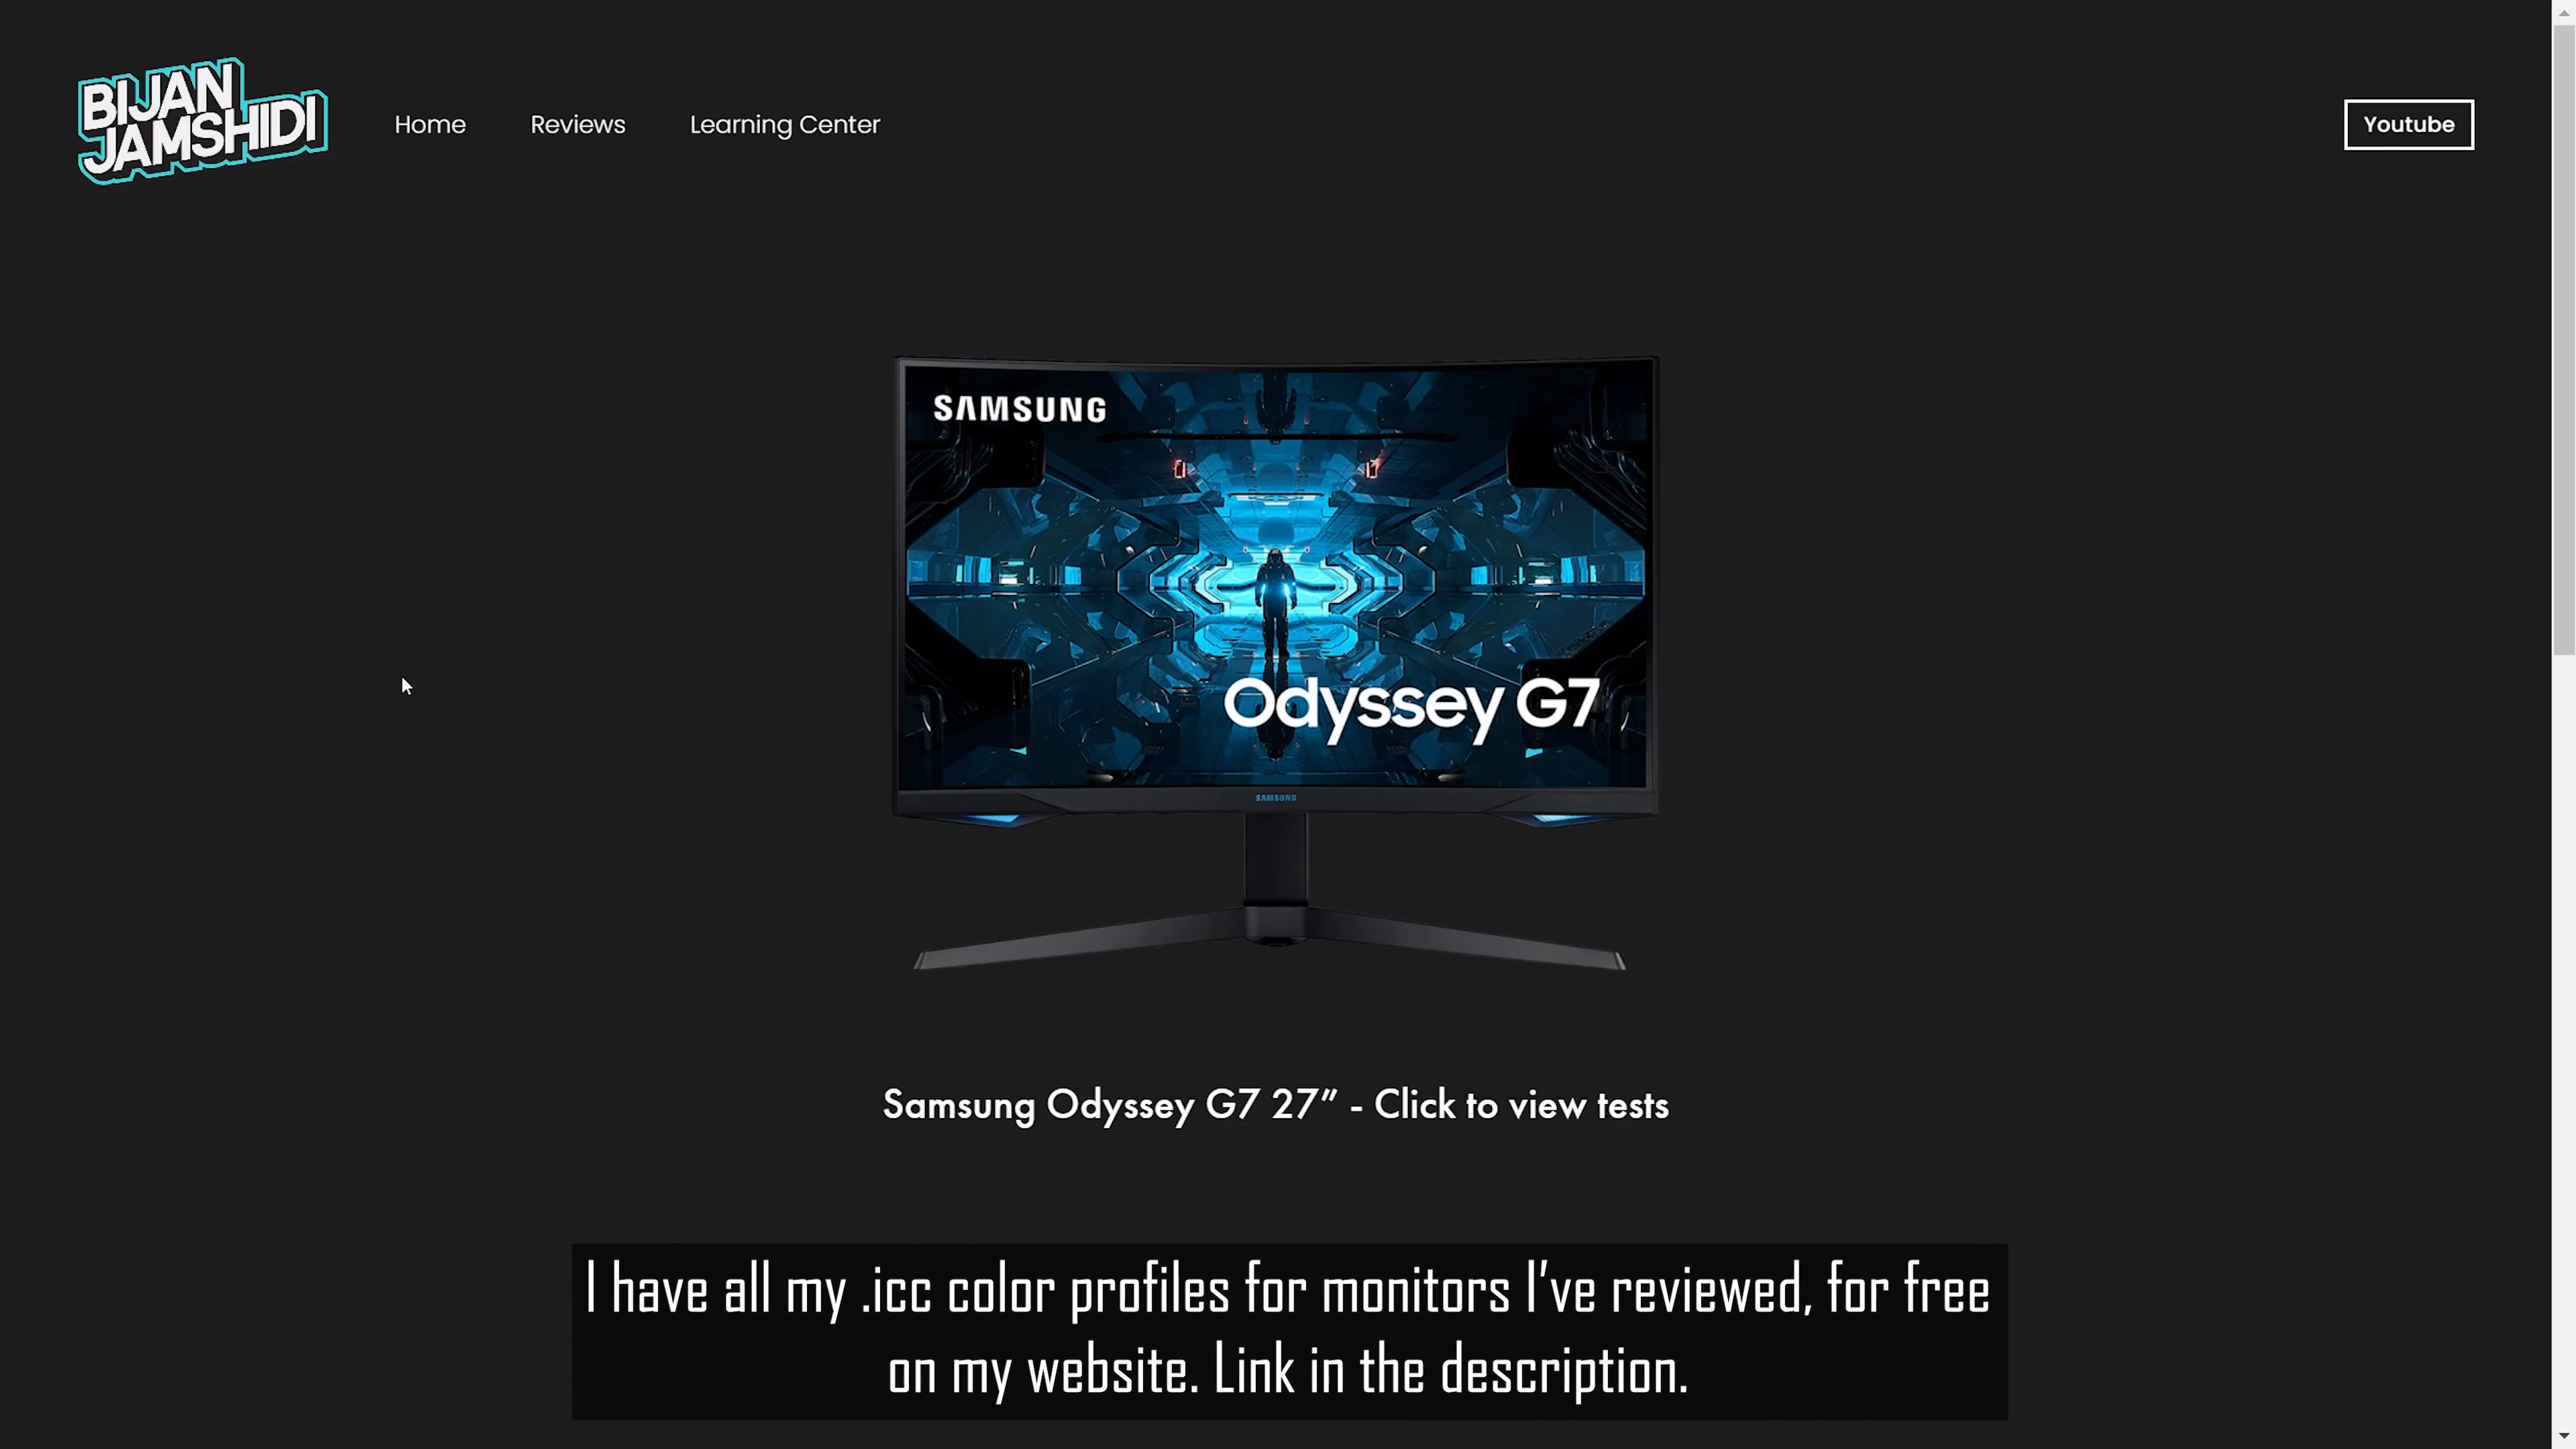 BIJAN
JAMSHIDI
Home
Reviews
Learning Center
Youtube
SAMSUNG
Odyssey G7
SAMSUNG
Samsung Odyssey G7 27” - Click to view tests
I have all my .icc color profiles for monitors I’ve reviewed, for free
on my website. Link in the description.